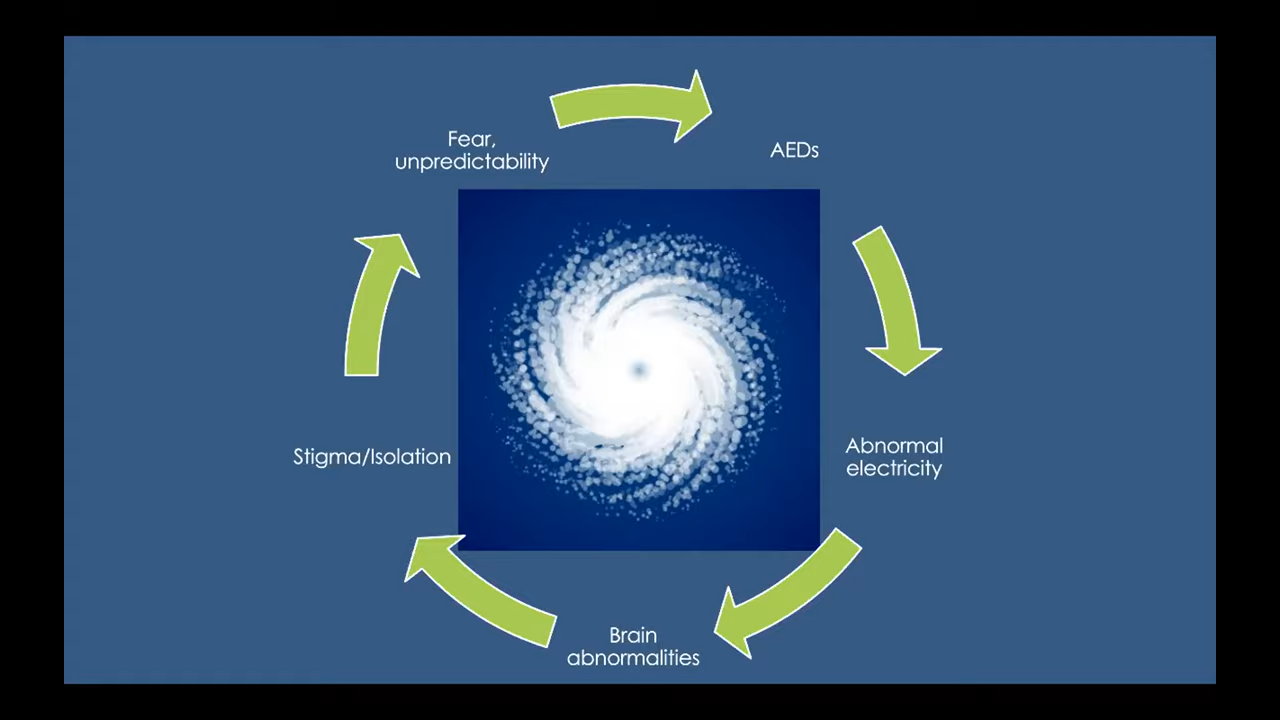 Fear,
unpredictability
AEDs
Stigma/Isolation
Abnormal
electricity
Brain
abnormalities